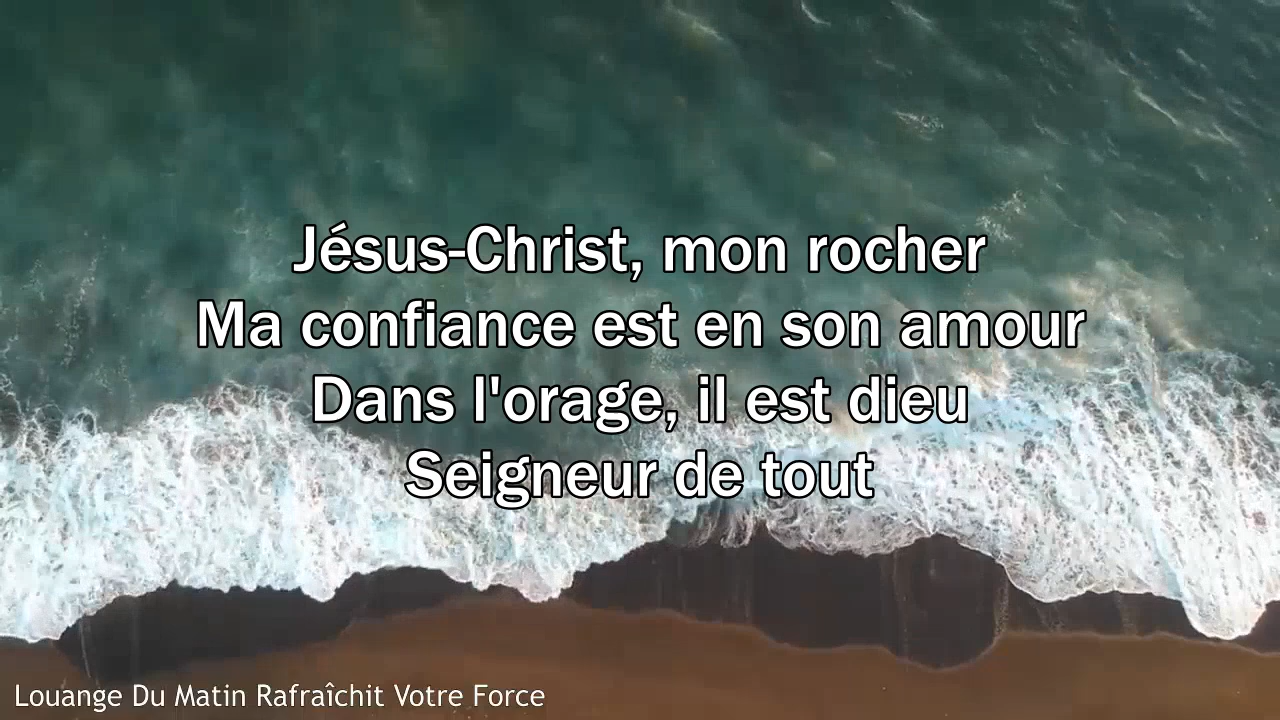 Jésus-Christ, mon rocher
Ma confiance est en son amour
Dans l'orage, il est dieu
Seigneur de tout
Louange Du Matin Rafraîchit Votre Force